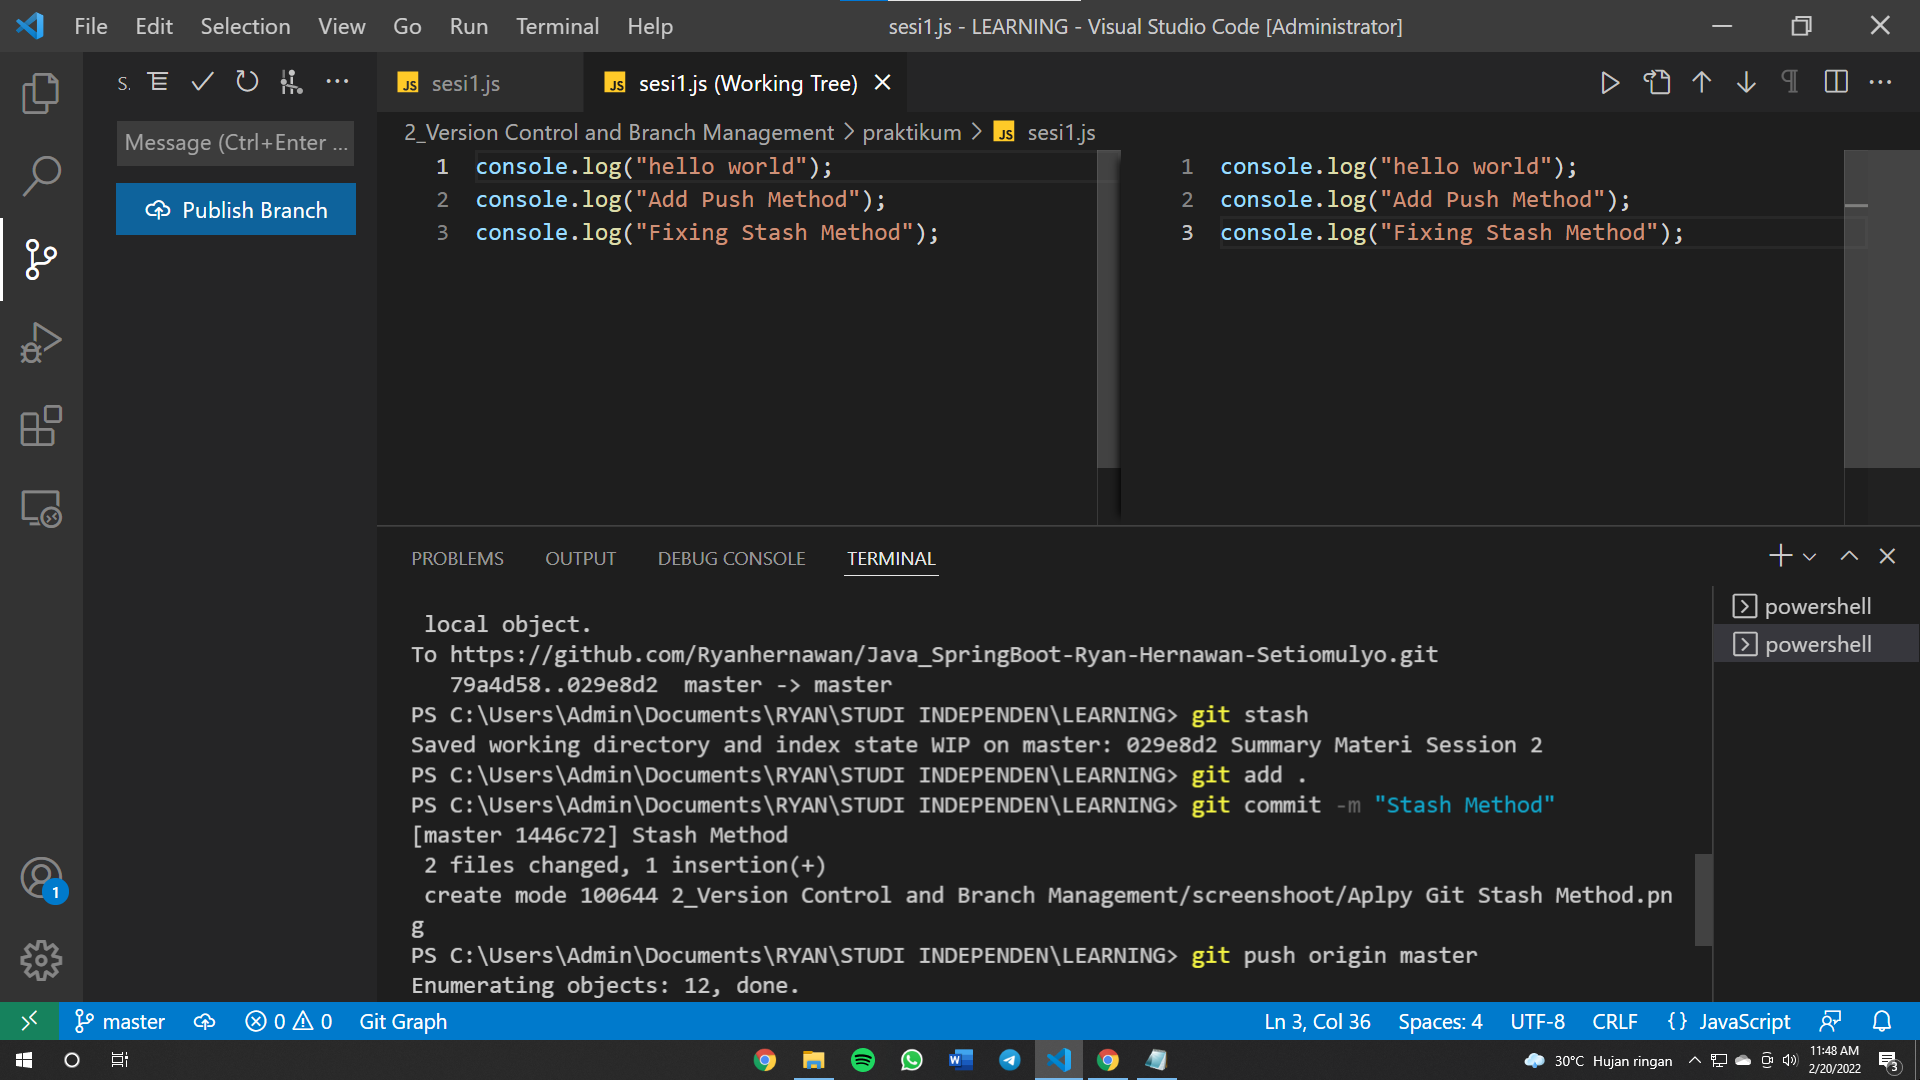 File Edit Selection View Go Run Terminal Help
sesi1.js - LEARNING - Visual Studio Code [Administrator]
S.
Message (Ctrl+Enter ...
Publish Branch
sesi1.js
sesi1.js (Working Tree)
2_Version Control and Branch Management > praktikum > JS sesi1.js
1 console.log("hello world");
2 console.log("Add Push Method");
3 console.log("Fixing Stash Method");
1 console.log("hello world");
2 console.log("Add Push Method");
3 console.log("Fixing Stash Method");
PROBLEMS OUTPUT DEBUG CONSOLE TERMINAL
powershell
powershell
local object.
To https://github.com/Ryanhernawan/Java_SpringBoot-Ryan-Hernawan-Setiomulyo.git
79a4d58..029e8d2 master -> master
PS C:\Users\Admin\Documents\RYAN\STUDI INDEPENDEN\LEARNING> git stash
Saved working directory and index state WIP on master: 029e8d2 Summary Materi Session 2
PS C:\Users\Admin\Documents\RYAN\STUDI INDEPENDEN\LEARNING> git add .
PS C:\Users\Admin\Documents\RYAN\STUDI INDEPENDEN\LEARNING> git commit -m "Stash Method"
[master 1446c72] Stash Method
2 files changed, 1 insertion(+)
create mode 100644 2_Version Control and Branch Management/screenshoot/Aplpy Git Stash Method.pn
g
PS C:\Users\Admin\Documents\RYAN\STUDI INDEPENDEN\LEARNING> git push origin master
Enumerating objects: 12, done.
1
master 0 0 Git Graph
Ln 3, Col 36 Spaces: 4 UTF-8 CRLF {} JavaScript
30°C Hujan ringan
11:48 AM
2/20/2022
3